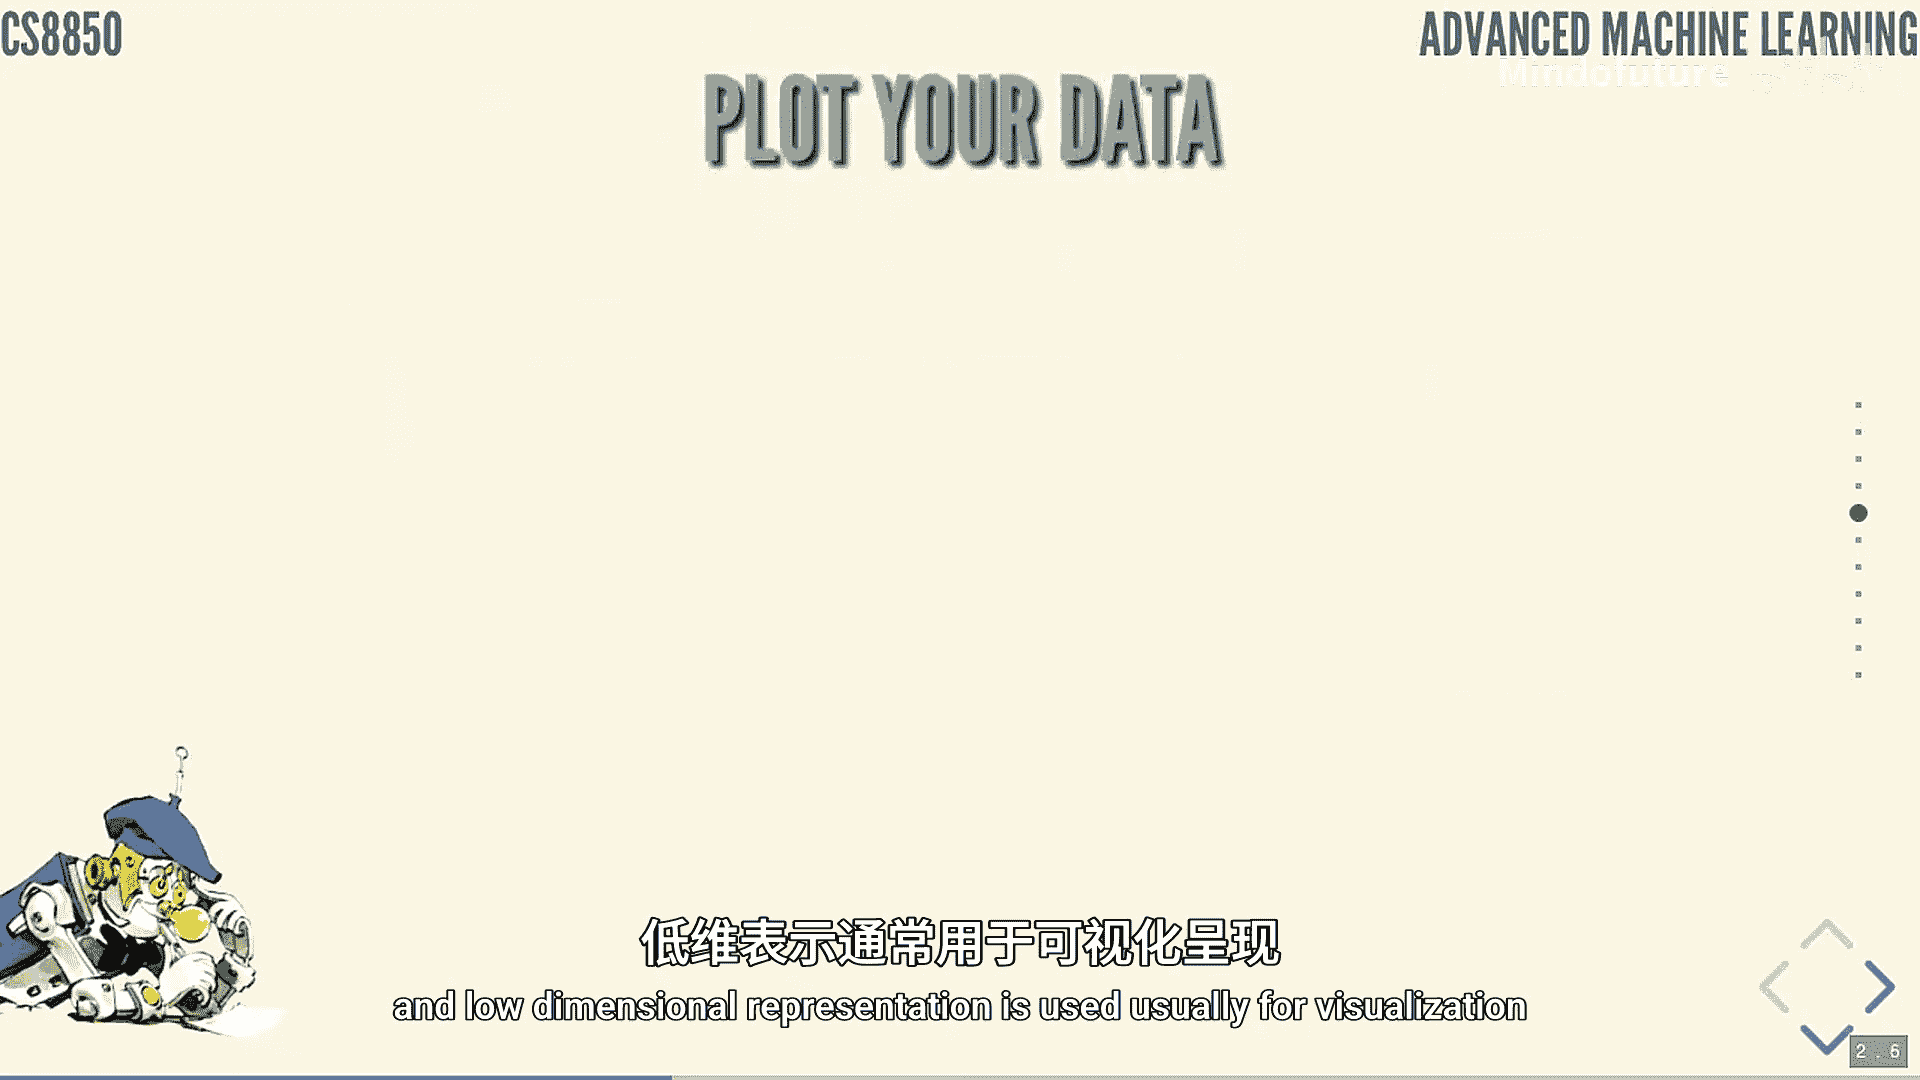 CS8850
ADVANCED MACHINE LEARNING
Mindofuture
PLOT YOUR DATA
低维表示通常用于可视化呈现
and low dimensional representation is used usually for visualization
2.6